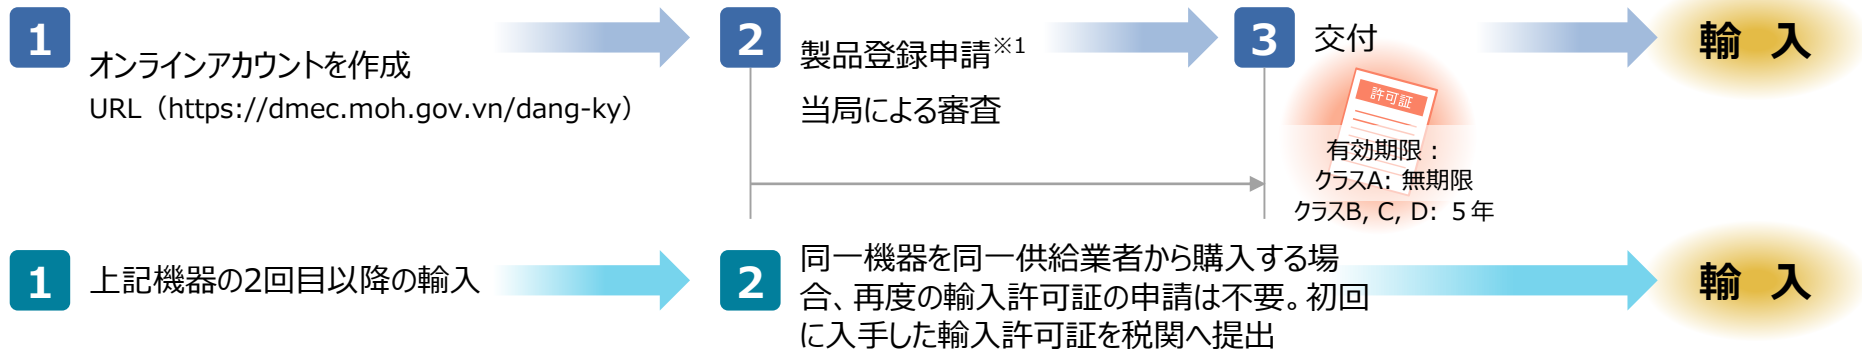 1
オンラインアカウントを作成
URL（https://dmec.moh.gov.vn/dang-ky）
2
製品登録申請※1
当局による審査
3
交付
許可証
有効期限：
クラスA: 無期限
クラスB, C, D: 5年
輸 入
1
上記機器の2回目以降の輸入
2
同一機器を同一供給業者から購入する場
合、再度の輸入許可証の申請は不要。初回
に入手した輸入許可証を税関へ提出
輸 入